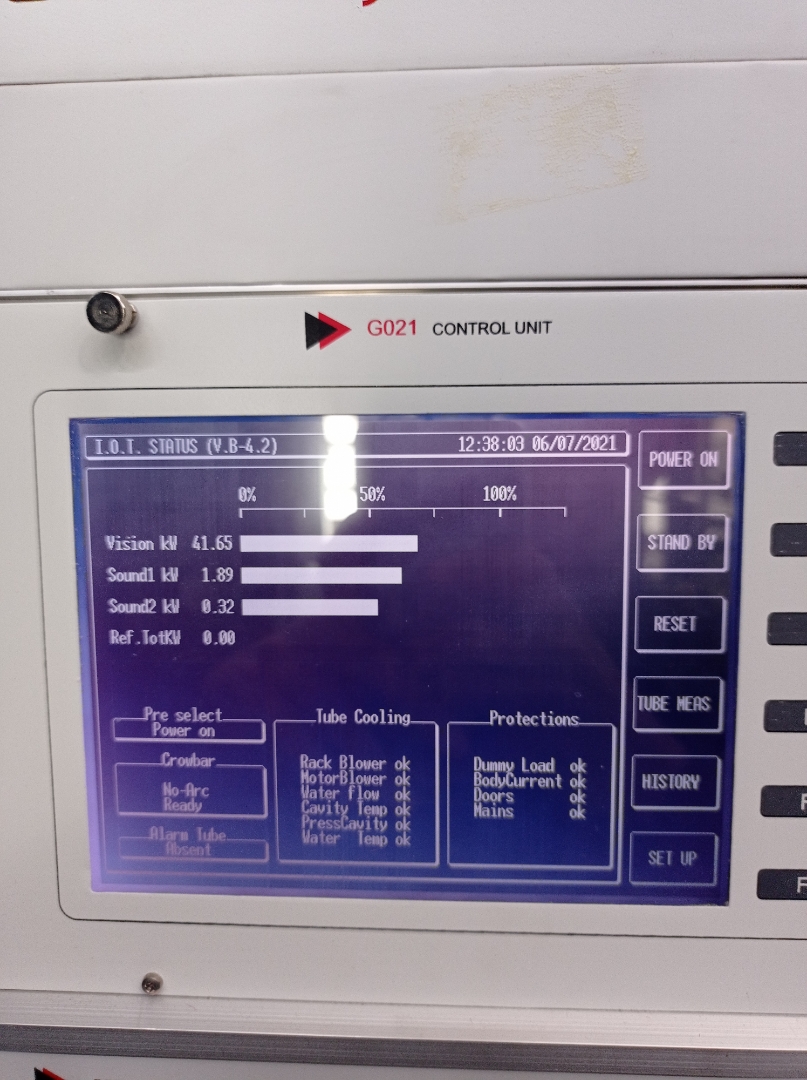 G021 CONTROL UNIT
I.O.T. STATUS (V.B-4.2) 12:38:03 06/07/2021
0% 50% 100%
Vision kW 41.65
Sound1 kW 1.89
Sound2 kW 0.32
Ref.TotKW 0.00
Pre select
Power on
Crowbar
No-Arc
Ready
Alarm Tube
Absent
Tube Cooling
Rack Blower ok
MotorBlower ok
Water flow ok
Cavity Temp ok
PressCavity ok
Water Temp ok
Protections
Dummy Load ok
BodyCurrent ok
Doors ok
Mains ok
POWER ON
STAND BY
RESET
TUBE MEAS
HISTORY
SET UP